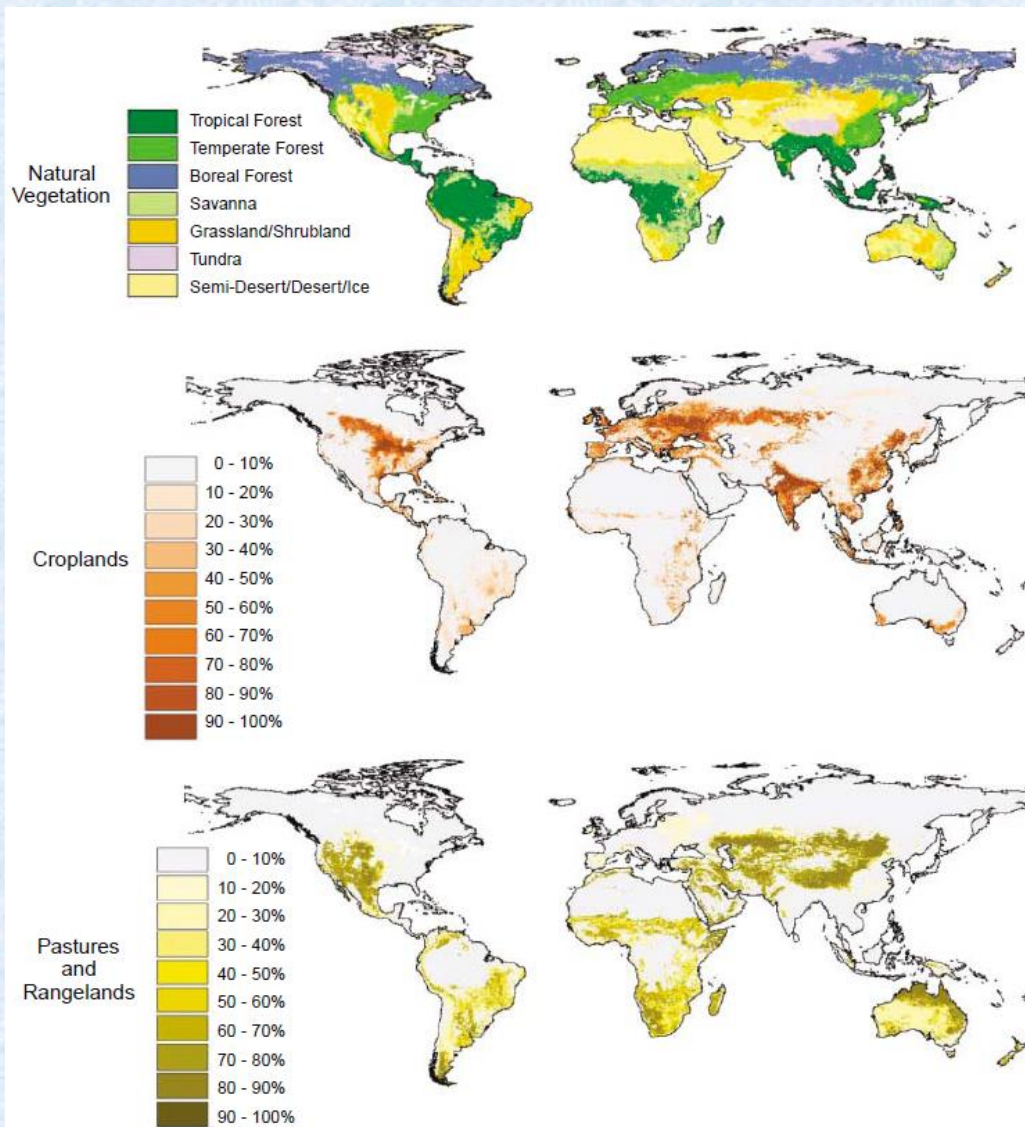 Natural
Vegetation
Tropical Forest
Temperate Forest
Boreal Forest
Savanna
Grassland/Shrubland
Tundra
Semi-Desert/Desert/Ice
Croplands
0 - 10%
10 - 20%
20 - 30%
30 - 40%
40 - 50%
50 - 60%
60 - 70%
70 - 80%
80 - 90%
90 - 100%
Pastures
and
Rangelands
0 - 10%
10 - 20%
20 - 30%
30 - 40%
40 - 50%
50 - 60%
60 - 70%
70 - 80%
80 - 90%
90 - 100%